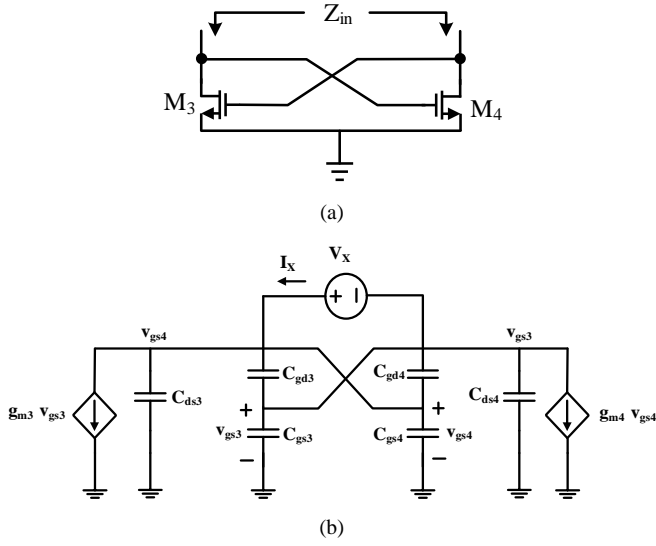 Z_in
M_3
M_4
(a)
V_X
I_X
v_gs4
v_gs3
C_gd3
C_gd4
C_ds3
C_ds4
g_m3 v_gs3
+
+
v_gs3
C_gs3
C_gs4
v_gs4
g_m4 v_gs4
−
−
(b)